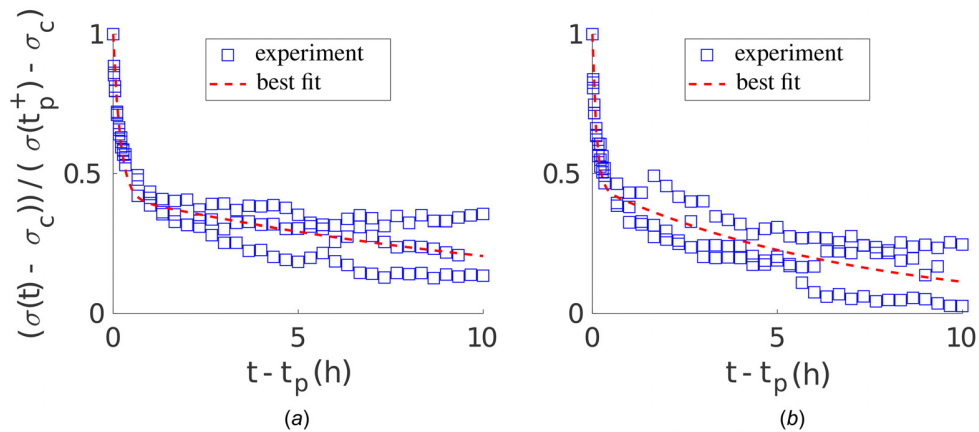 (σ(t) - σc)) / ( σ(tp+) - σc)
1
0.5
0
0
5
10
t - tp(h)
experiment
best fit
(a)
1
0.5
0
0
5
10
t - tp(h)
experiment
best fit
(b)